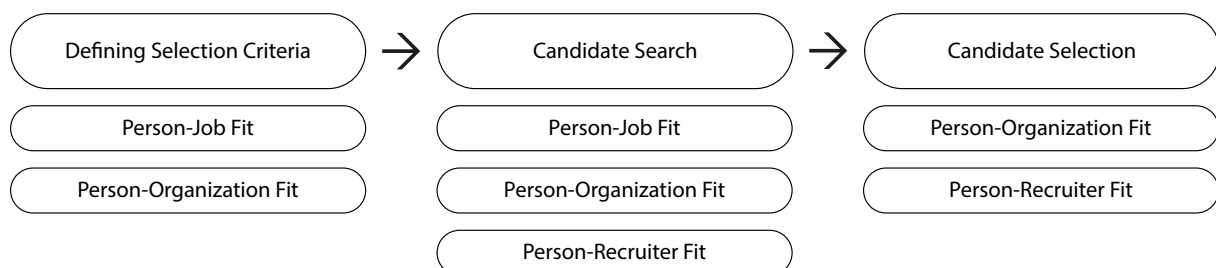 Defining Selection Criteria
Candidate Search
Candidate Selection
Person-Job Fit
Person-Job Fit
Person-Organization Fit
Person-Organization Fit
Person-Organization Fit
Person-Recruiter Fit
Person-Recruiter Fit